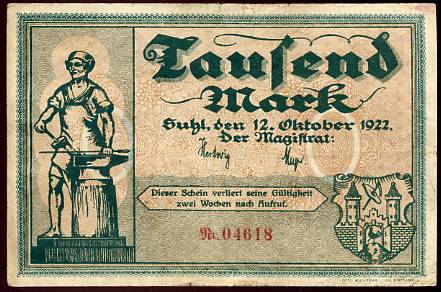 Tausend
Mark
Suhl, den 12. Oktober 1922.
Der Magistrat:
Hertwig
Dieser Schein verliert seine Gültigkeit
zwei Wochen nach Aufruf.
No. 04618